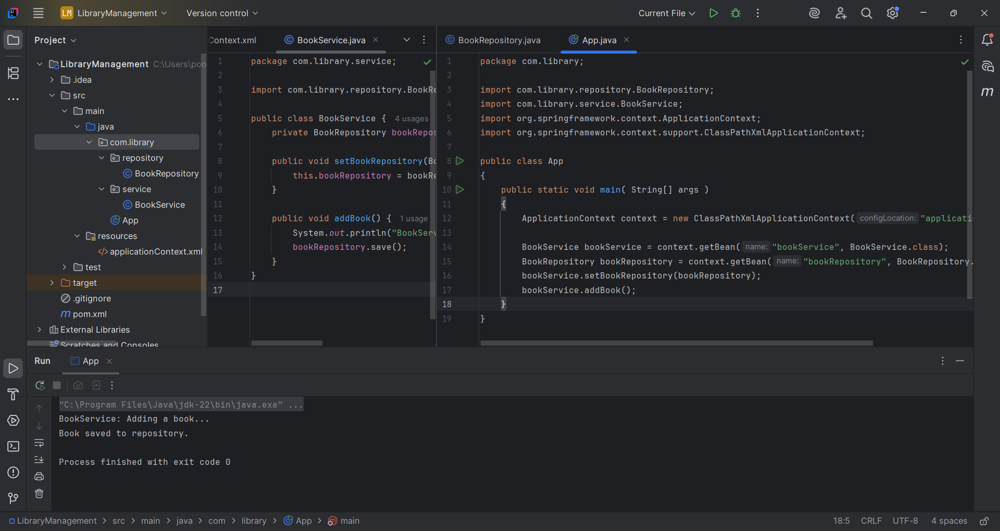 LM LibraryManagement Version control Current File
Project
LibraryManagement C:\Users\poo
.idea
src
main
java
com.library
repository
BookRepository
service
BookService
App
resources
applicationContext.xml
test
target
.gitignore
pom.xml
External Libraries
Scratches and Consoles
Context.xml BookService.java
1 package com.library.service;
2
3 import com.library.repository.BookRe
4
5 public class BookService { 4 usages
6 private BookRepository bookRepos
7
8 public void setBookRepository(Bo
9 this.bookRepository = bookRe
10 }
11
12 public void addBook() { 1 usage
13 System.out.println("BookServ
14 bookRepository.save();
15 }
16 }
17
BookRepository.java App.java
1 package com.library;
2
3 import com.library.repository.BookRepository;
4 import com.library.service.BookService;
5 import org.springframework.context.ApplicationContext;
6 import org.springframework.context.support.ClassPathXmlApplicationContext;
7
8 public class App
9 {
10 public static void main( String[] args )
11 {
12 ApplicationContext context = new ClassPathXmlApplicationContext( configLocation: "applicati
13
14 BookService bookService = context.getBean( name: "bookService", BookService.class);
15 BookRepository bookRepository = context.getBean( name: "bookRepository", BookRepository.
16 bookService.setBookRepository(bookRepository);
17 bookService.addBook();
18 }
19 }
Run App
"C:\Program Files\Java\jdk-22\bin\java.exe" ...
BookService: Adding a book...
Book saved to repository.
Process finished with exit code 0
LibraryManagement > src > main > java > com > library > App > main
18:5 CRLF UTF-8 4 spaces